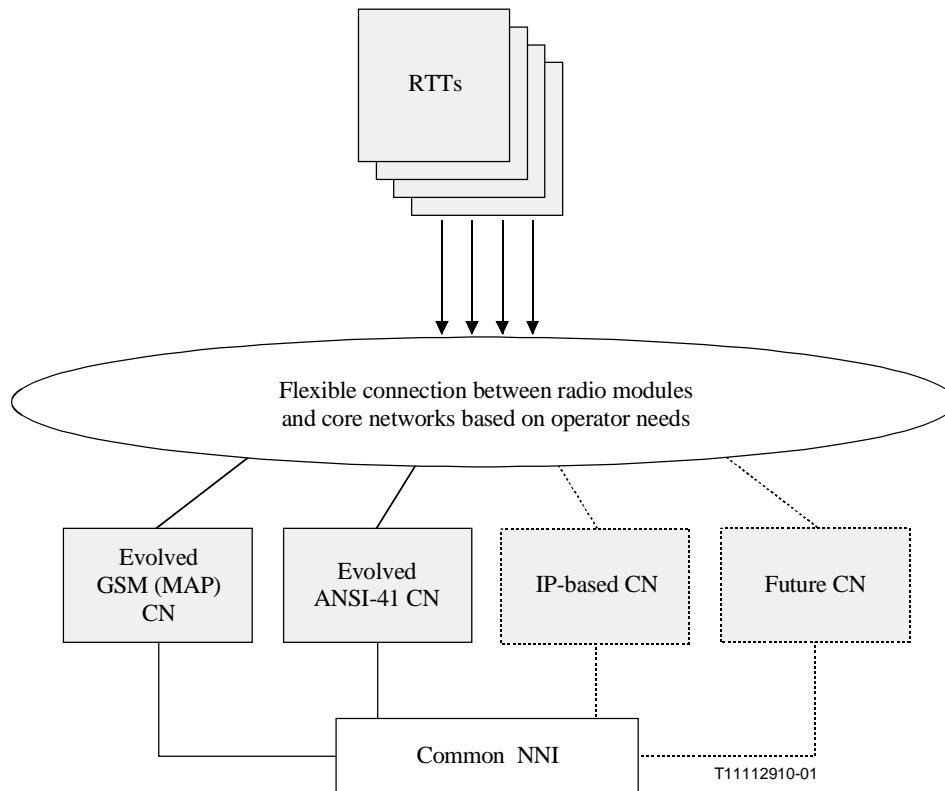 RTTs
Flexible connection between radio modules
and core networks based on operator needs
Evolved
GSM (MAP)
CN
Evolved
ANSI-41 CN
IP-based CN
Future CN
Common NNI
T11112910-01